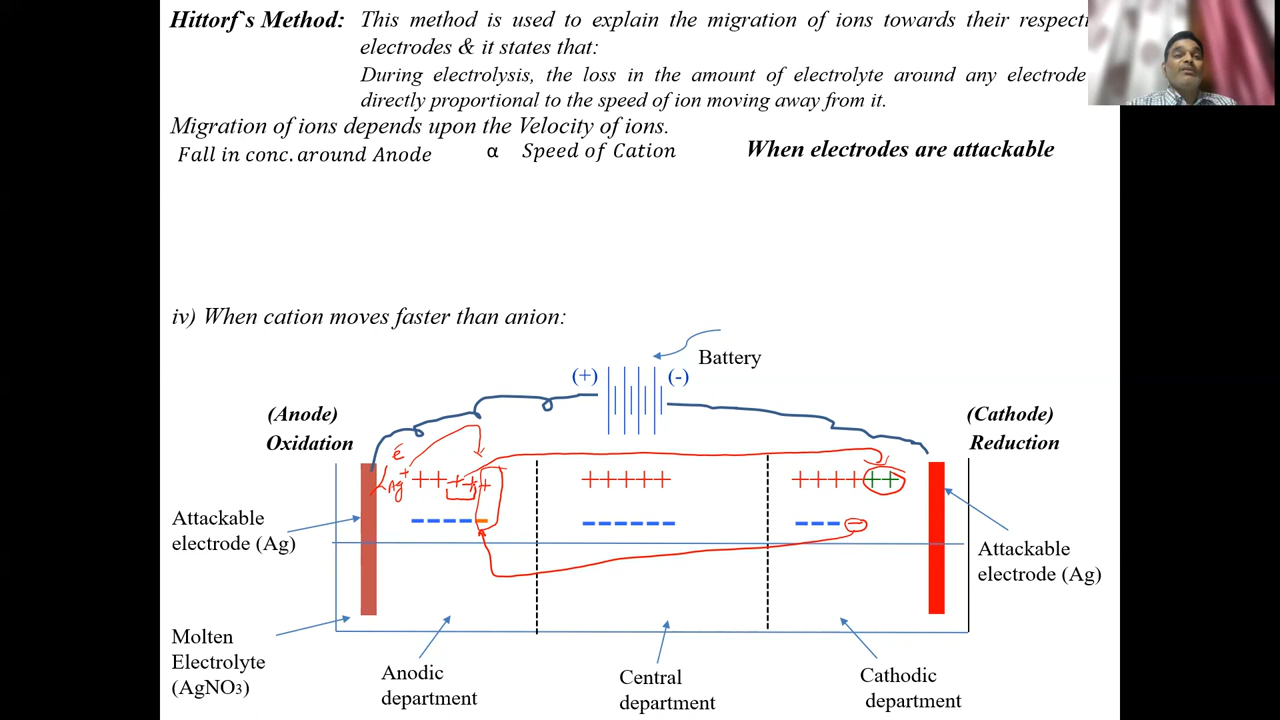 Hittorf`s Method: This method is used to explain the migration of ions towards their respecti
electrodes & it states that:
During electrolysis, the loss in the amount of electrolyte around any electrode
directly proportional to the speed of ion moving away from it.
Migration of ions depends upon the Velocity of ions.
Fall in conc. around Anode α Speed of Cation
When electrodes are attackable
iv) When cation moves faster than anion:
Battery
(+) (-)
(Anode)
Oxidation
(Cathode)
Reduction
é
Ag+
+++++
+++++
++++++
Attackable
electrode (Ag)
Attackable
electrode (Ag)
Molten
Electrolyte
(AgNO3)
Anodic
department
Central
department
Cathodic
department